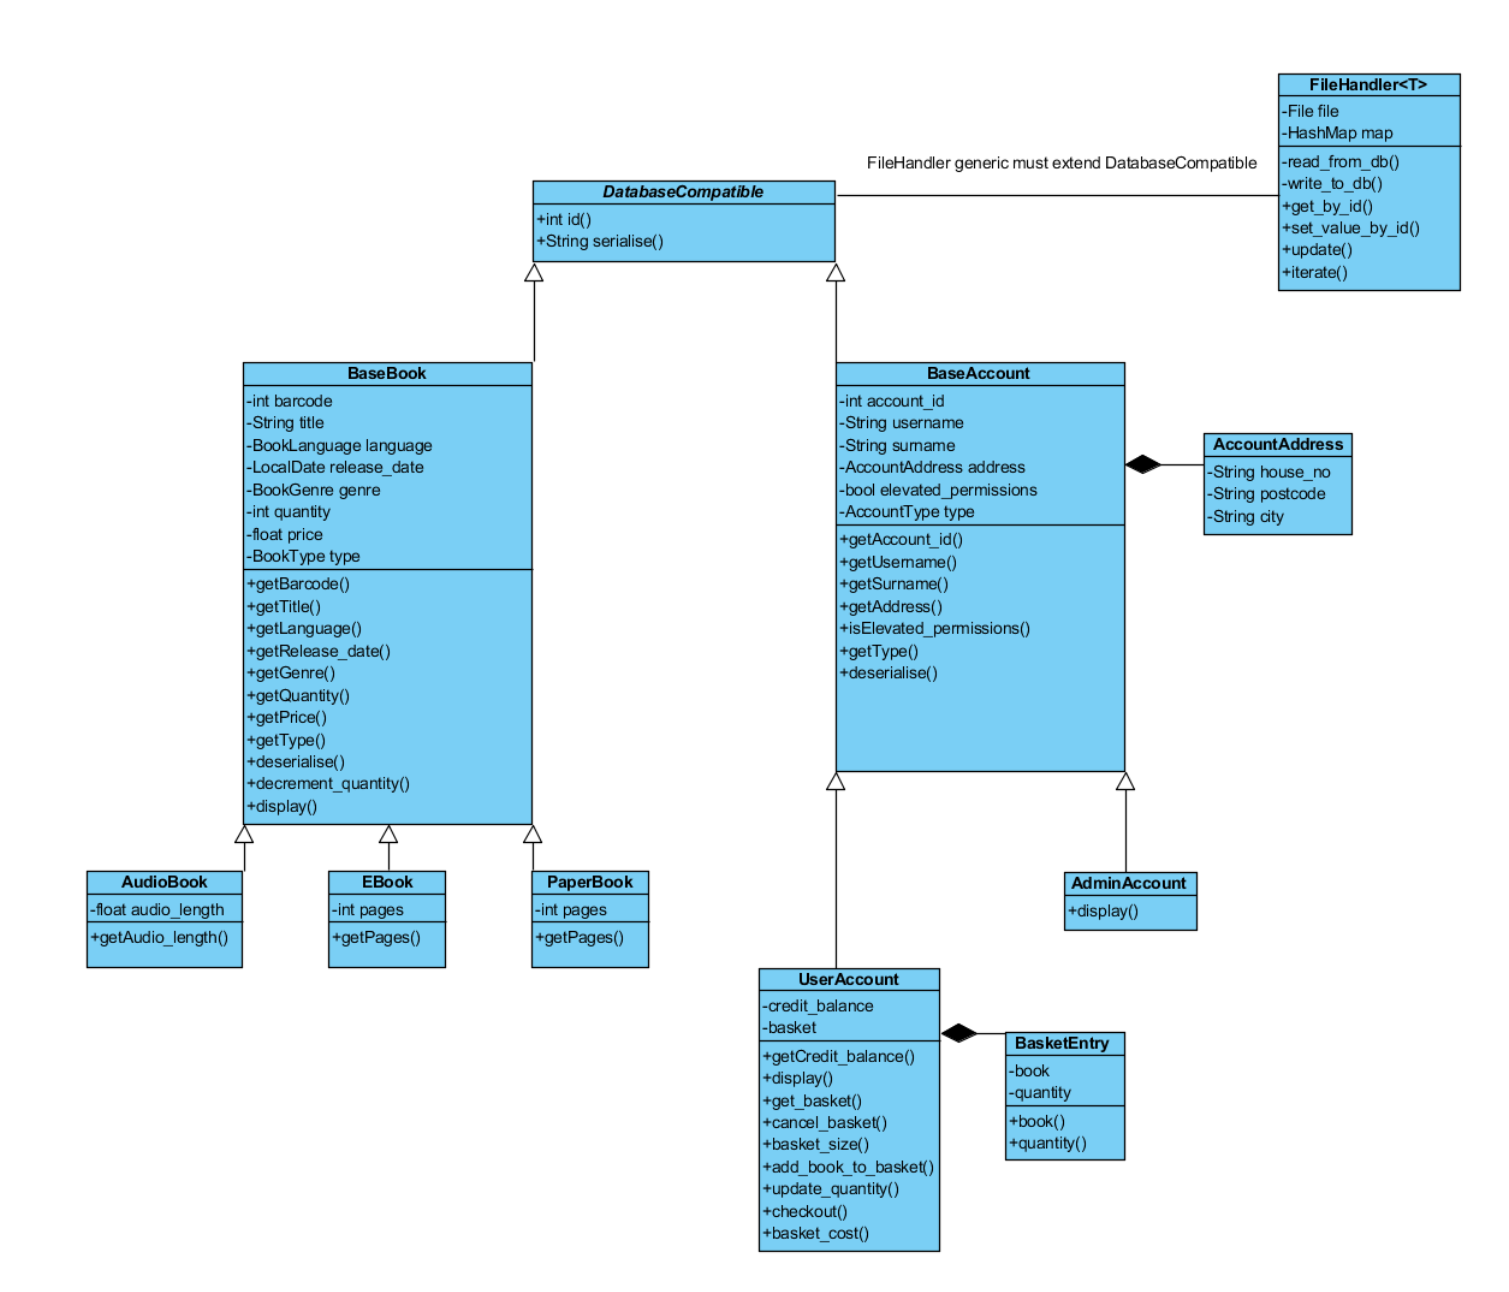 FileHandler<T>
-File file
-HashMap map
-read_from_db()
-write_to_db()
+get_by_id()
+set_value_by_id()
+update()
+iterate()
FileHandler generic must extend DatabaseCompatible
DatabaseCompatible
+int id()
+String serialise()
BaseBook
-int barcode
-String title
-BookLanguage language
-LocalDate release_date
-BookGenre genre
-int quantity
-float price
-BookType type
+getBarcode()
+getTitle()
+getLanguage()
+getRelease_date()
+getGenre()
+getQuantity()
+getPrice()
+getType()
+deserialise()
+decrement_quantity()
+display()
BaseAccount
-int account_id
-String username
-String surname
-AccountAddress address
-bool elevated_permissions
-AccountType type
+getAccount_id()
+getUsername()
+getSurname()
+getAddress()
+isElevated_permissions()
+getType()
+deserialise()
AccountAddress
-String house_no
-String postcode
-String city
AudioBook
-float audio_length
+getAudio_length()
EBook
-int pages
+getPages()
PaperBook
-int pages
+getPages()
AdminAccount
+display()
UserAccount
-credit_balance
-basket
+getCredit_balance()
+display()
+get_basket()
+cancel_basket()
+basket_size()
+add_book_to_basket()
+update_quantity()
+checkout()
+basket_cost()
BasketEntry
-book
-quantity
+book()
+quantity()